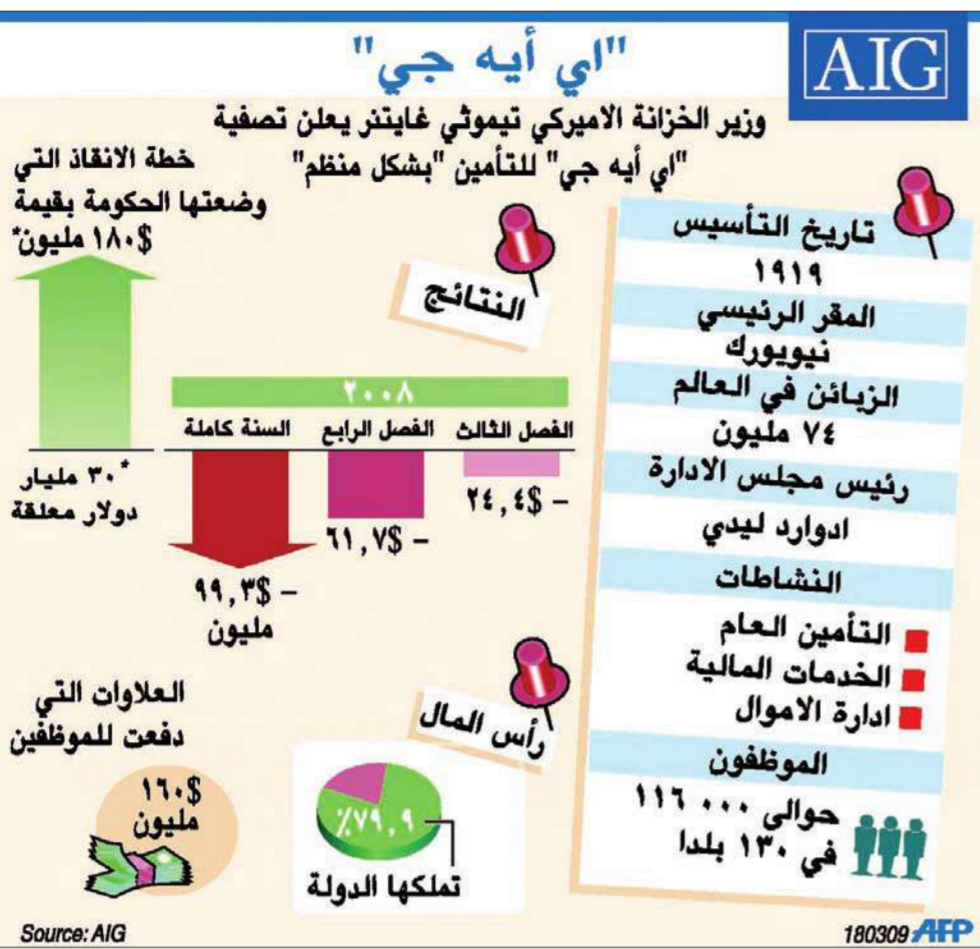 AIG
"اي أيه جي"
وزير الخزانة الاميركي تيموثي غايتنر يعلن تصفية
"اي أيه جي" للتأمين "بشكل منظم"
تاريخ التأسيس
١٩١٩
المقر الرئيسي
نيويورك
الزبائن في العالم
٧٤ مليون
رئيس مجلس الادارة
ادوارد ليدي
النشاطات
التأمين العام
الخدمات المالية
ادارة الاموال
الموظفون
حوالى ٠٠٠ ١١٦
في ١٣٠ بلدا
خطة الانقاذ التي
وضعتها الحكومة بقيمة
$١٨٠ مليون*
*٣٠ مليار
دولار معلقة
النتائج
٢٠٠٨
الفصل الثالث
الفصل الرابع
السنة كاملة
– $٢٤,٤
– $٦١,٧
– $٩٩,٣
مليون
رأس المال
٧٩,٩٪
تملكها الدولة
العلاوات التي
دفعت للموظفين
$١٦٠
مليون
Source: AIG
180309 AFP